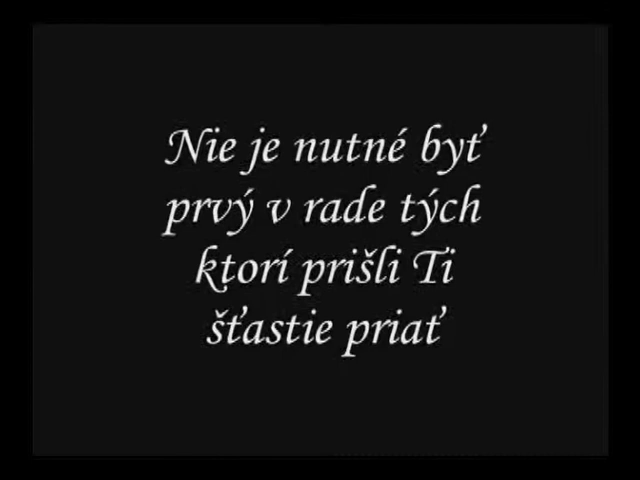 Nie je nutné byť
prvý v rade tých
ktorí prišli Ti
šťastie priať